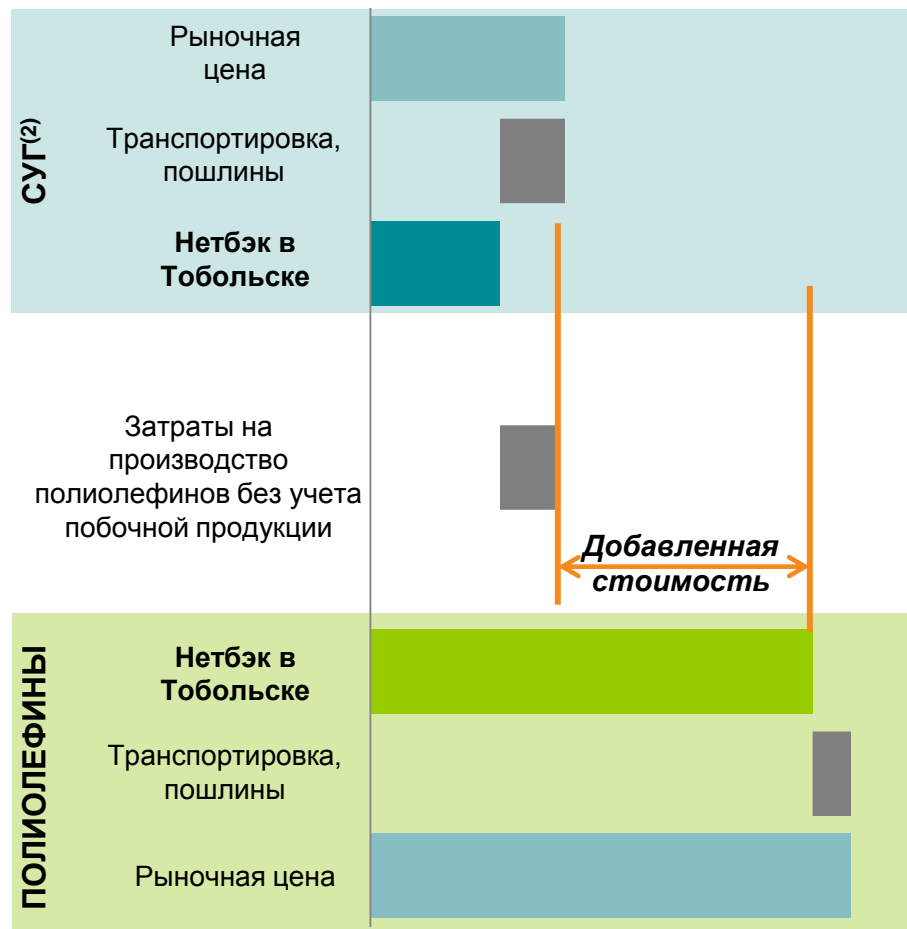 СУГ(2)
Рыночная
цена
Транспортировка,
пошлины
Нетбэк в
Тобольске
Затраты на
производство
полиолефинов без учета
побочной продукции
Добавленная
стоимость
ПОЛИОЛЕФИНЫ
Нетбэк в
Тобольске
Транспортировка,
пошлины
Рыночная цена